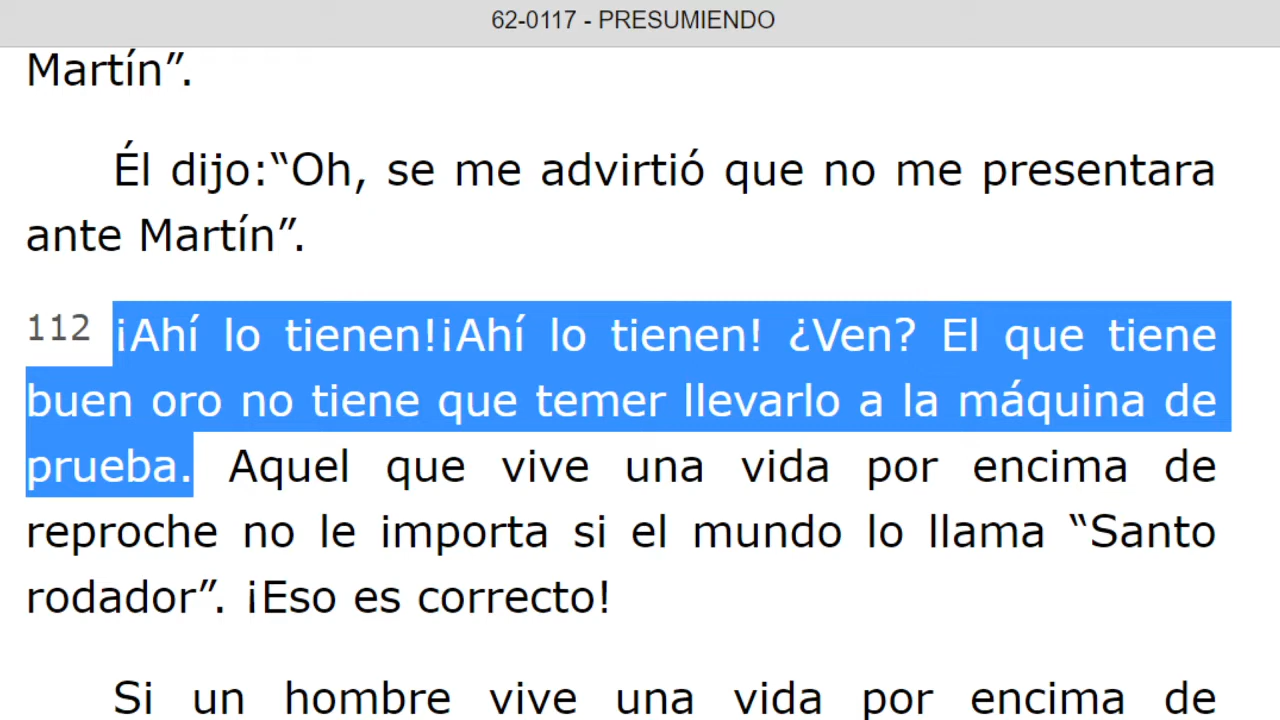 62-0117 - PRESUMIENDO
Martín”.
Él dijo:“Oh, se me advirtió que no me presentara
ante Martín”.
112 ¡Ahí lo tienen!¡Ahí lo tienen! ¿Ven? El que tiene
buen oro no tiene que temer llevarlo a la máquina de
prueba. Aquel que vive una vida por encima de
reproche no le importa si el mundo lo llama “Santo
rodador”. ¡Eso es correcto!
Si un hombre vive una vida por encima de